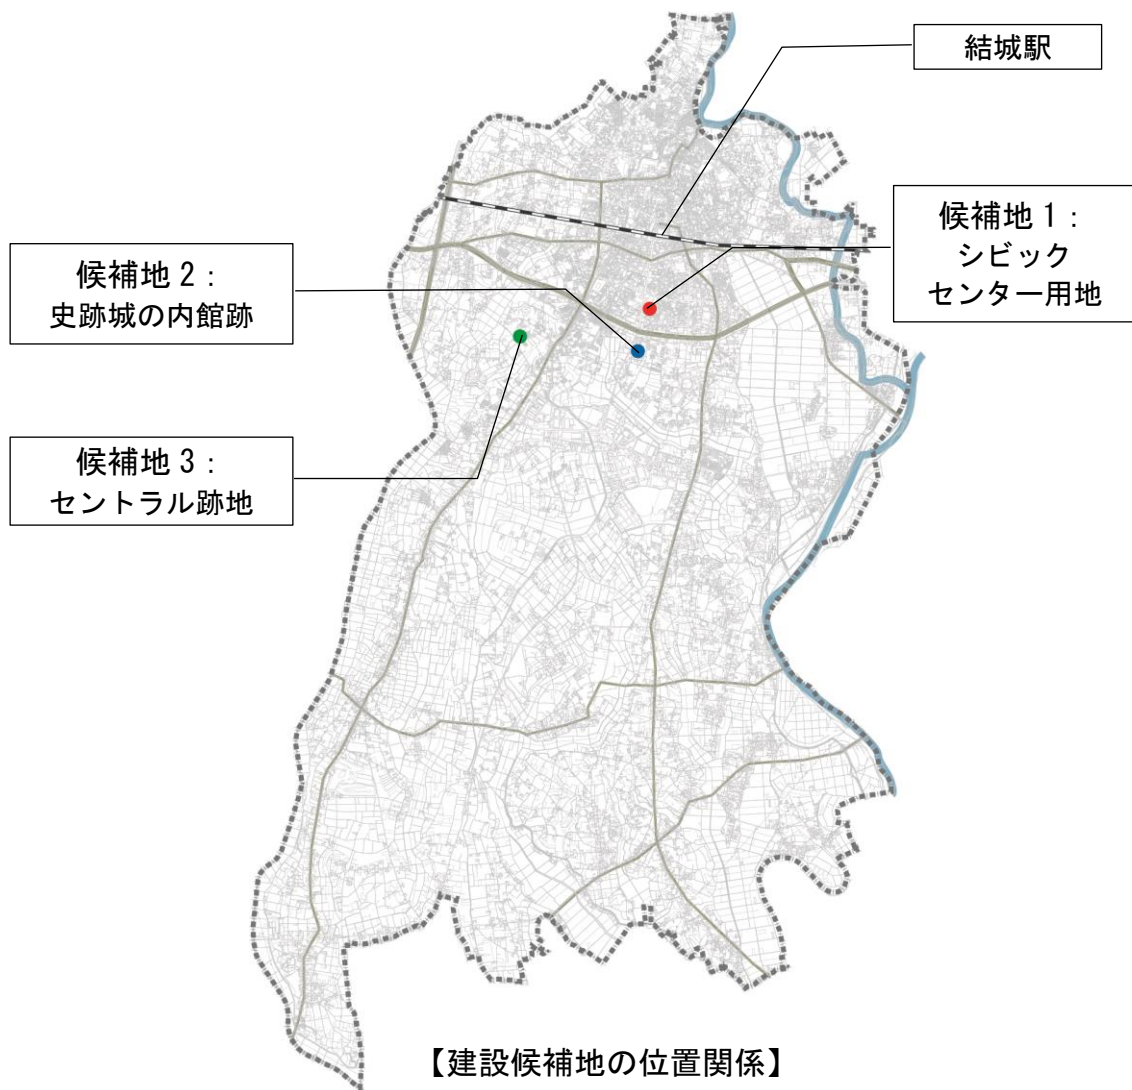 結城駅
候補地 1：
シビック
センター用地
候補地 2：
史跡城の内館跡
候補地 3：
セントラル跡地
【建設候補地の位置関係】